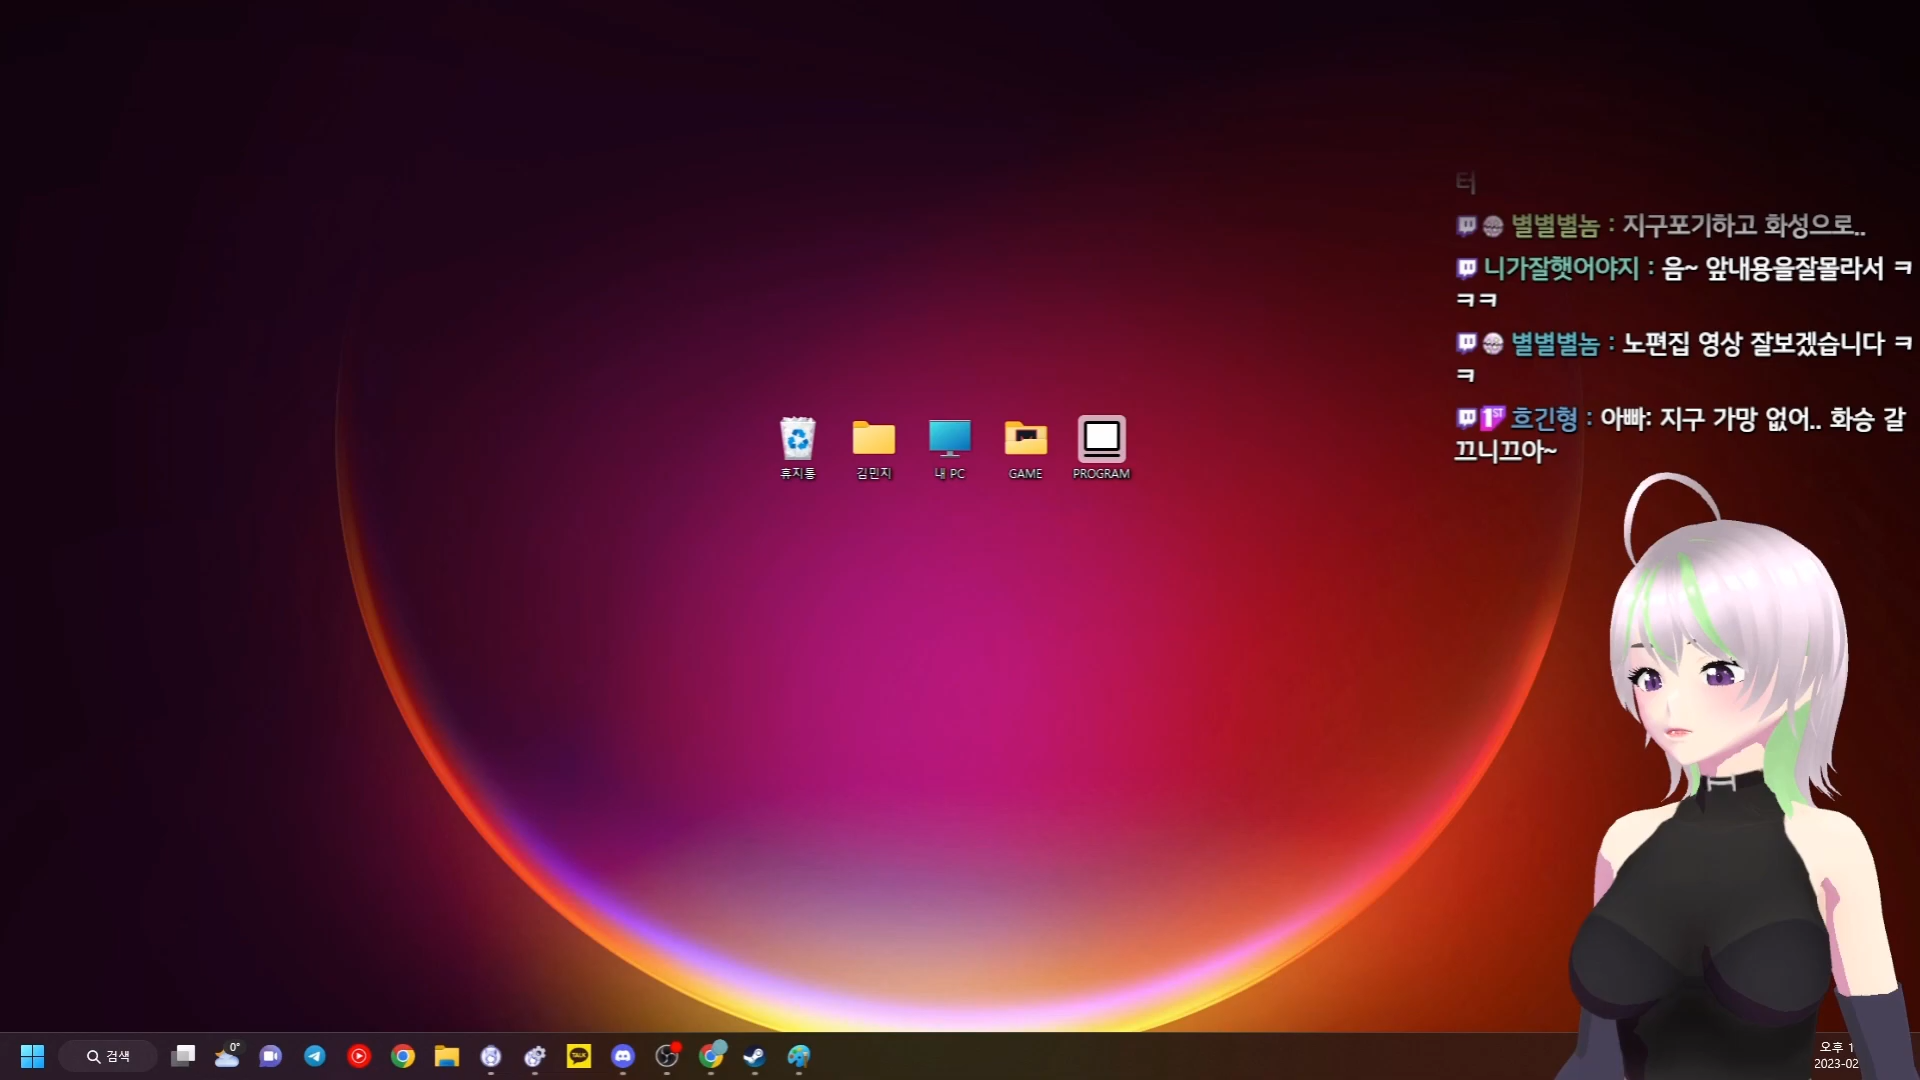 터
별별별놈 : 지구포기하고 화성으로..
니가잘햇어야지 : 음~ 앞내용을잘몰라서 ㅋ
ㅋㅋ
별별별놈 : 노편집 영상 잘보겠습니다 ㅋ
ㅋ
1ST 흐긴형 : 아빠: 지구 가망 없어.. 화승 갈
끄니끄아~
휴지통
김민지
내 PC
GAME
PROGRAM
검색
0°
TALK
오후 1
2023-02